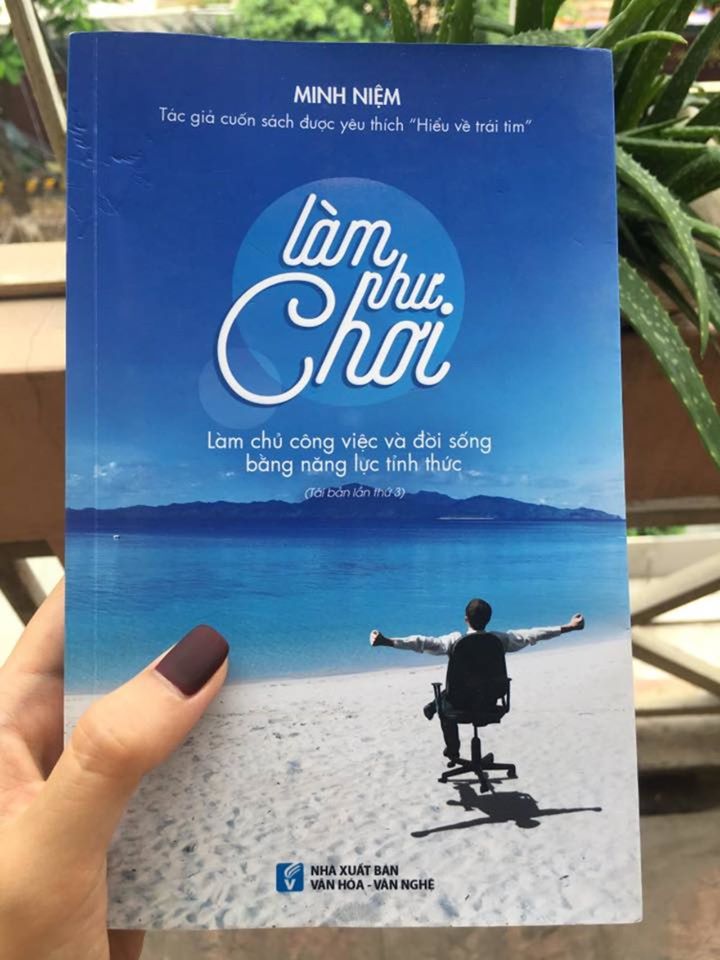 MINH NIỆM
Tác giả cuốn sách được yêu thích “Hiểu về trái tim”
làm
như
Chơi
Làm chủ công việc và đời sống
bằng năng lực tỉnh thức
(Tái bản lần thứ 3)
NHÀ XUẤT BẢN
VĂN HÓA - VĂN NGHỆ